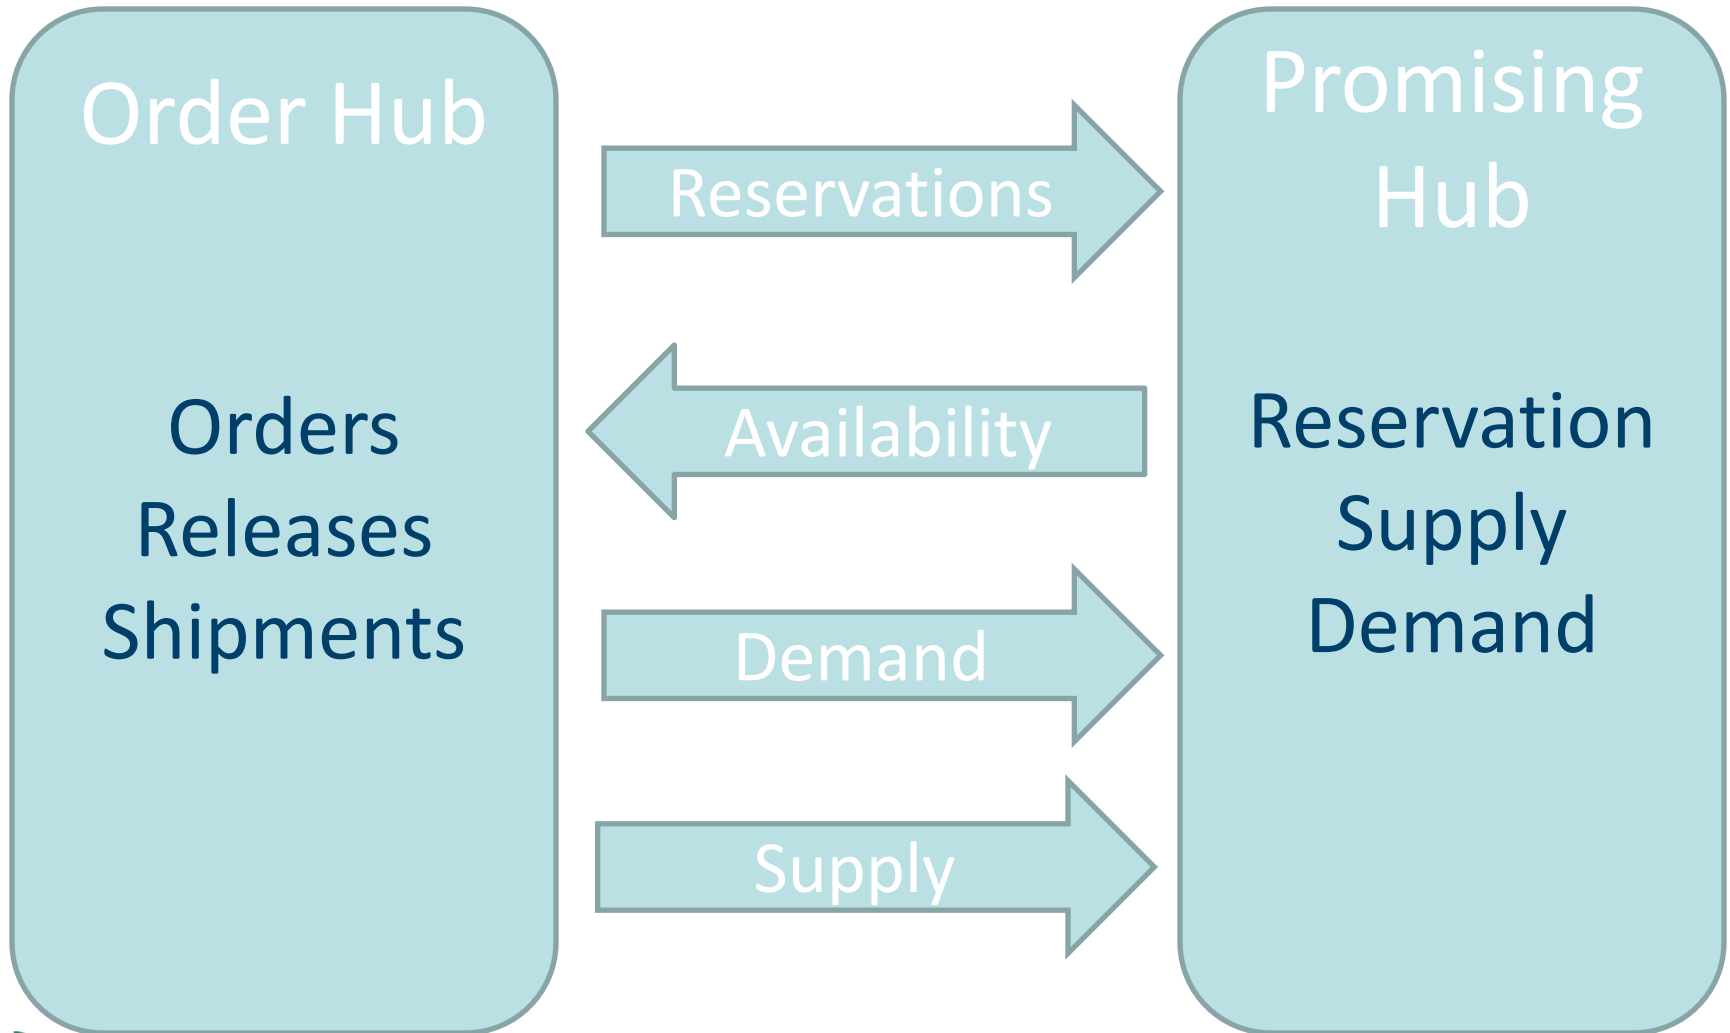 Order Hub
Orders
Releases
Shipments
Reservations
Availability
Demand
Supply
Promising
Hub
Reservation
Supply
Demand